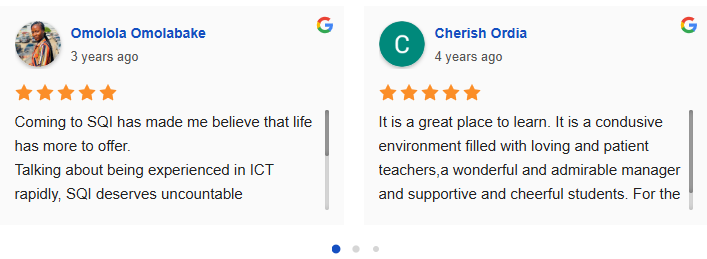 Omolola Omolabake
3 years ago
Coming to SQI has made me believe that life
has more to offer.
Talking about being experienced in ICT
rapidly, SQI deserves uncountable
C
Cherish Ordia
4 years ago
It is a great place to learn. It is a condusive
environment filled with loving and patient
teachers,a wonderful and admirable manager
and supportive and cheerful students. For the